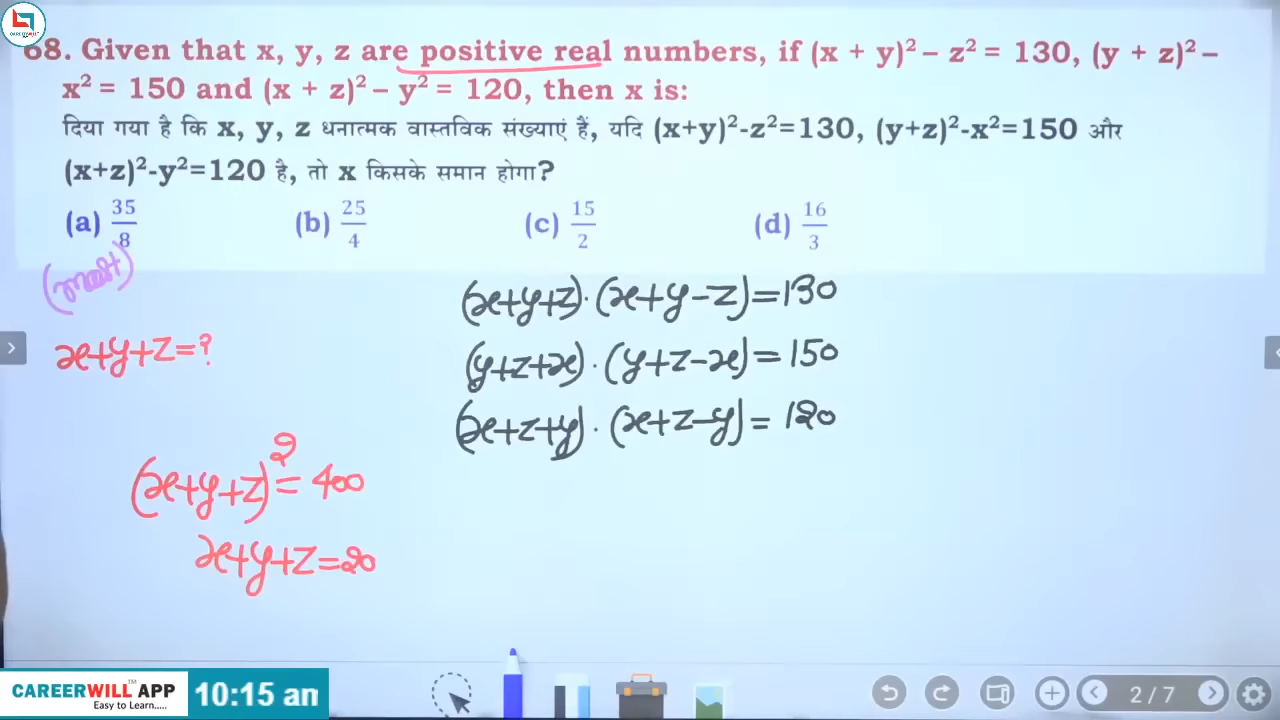 CAREERWILL
68. Given that x, y, z are positive real numbers, if (x + y)² – z² = 130, (y + z)² –
x² = 150 and (x + z)² – y² = 120, then x is:
दिया गया है कि x, y, z धनात्मक वास्तविक संख्याएं हैं, यदि (x+y)²-z²=130, (y+z)²-x²=150 और
(x+z)²-y²=120 है, तो x किसके समान होगा?
(a) 35/8 (b) 25/4 (c) 15/2 (d) 16/3
(x+y+z)·(x+y-z)=130
x+y+z=?
(y+z+x)·(y+z-x)=150
(x+z+y)·(x+z-y)=120
(x+y+z)²=400
x+y+z=20
CAREERWILL™APP
Easy to Learn.....
10:15 am
2/7